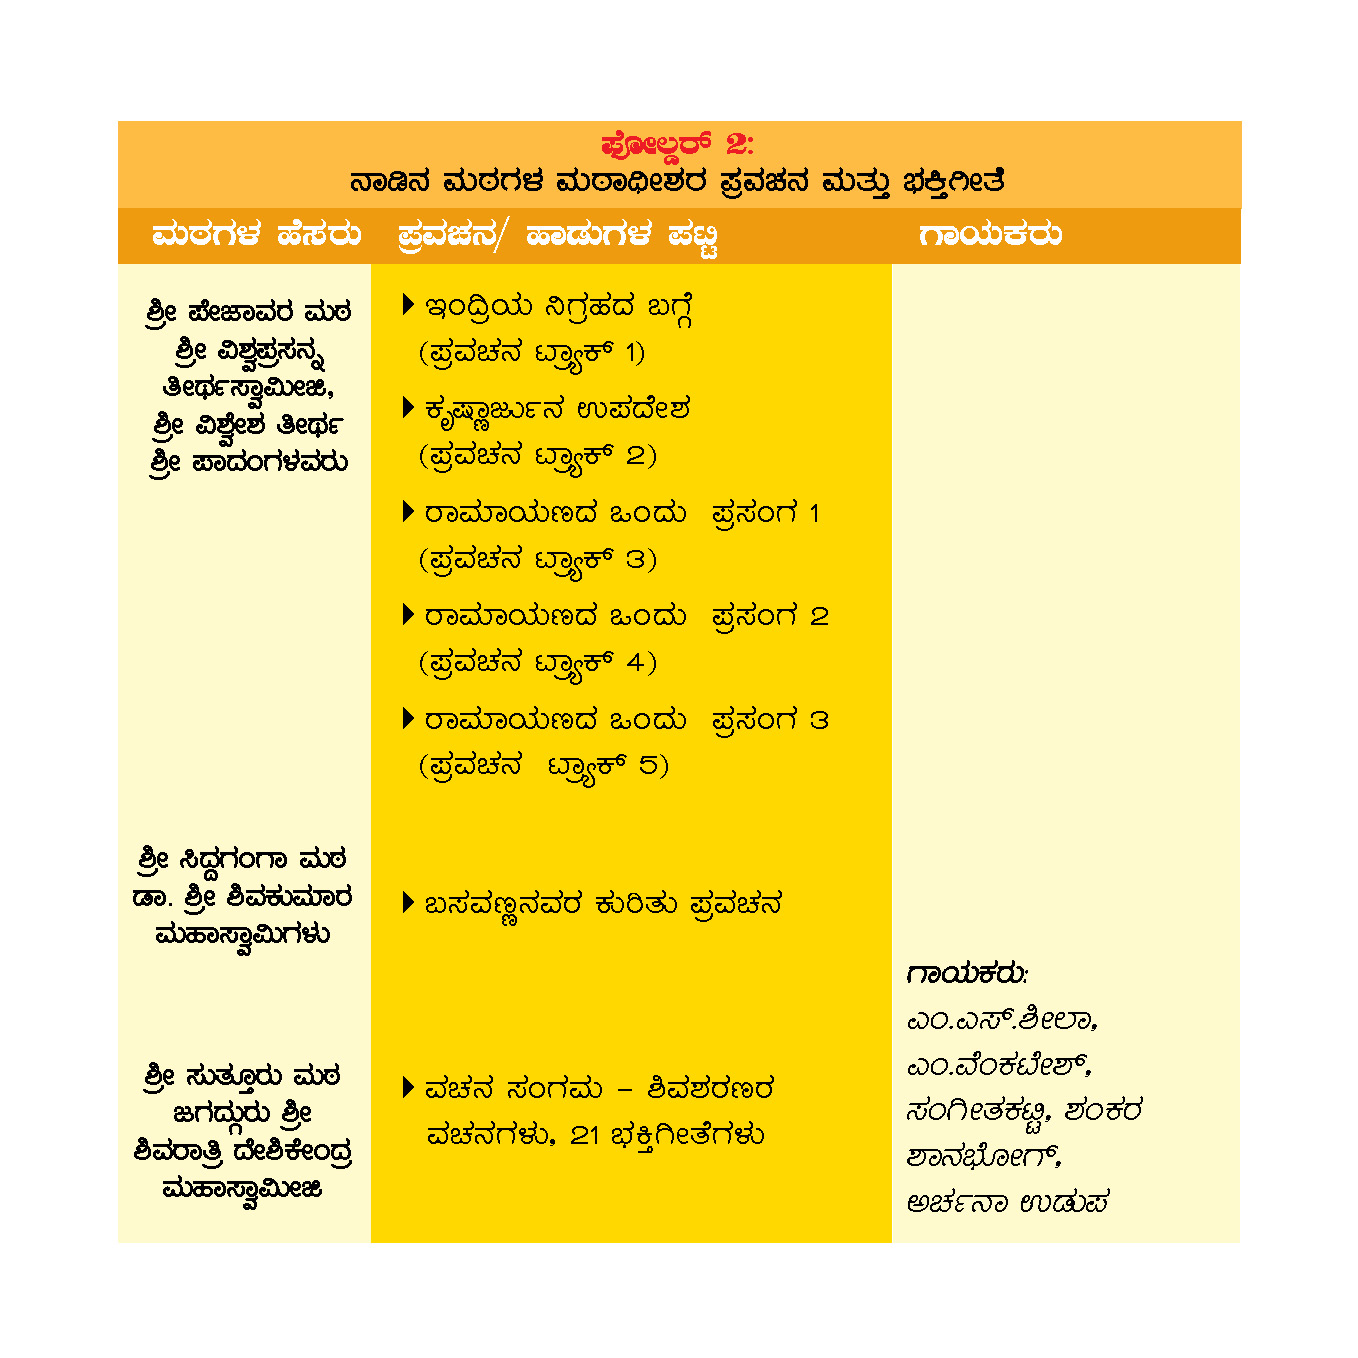 ಫೋಲ್ಡರ್ 2:
ನಾಡಿನ ಮಠಗಳ ಮಠಾಧೀಶರ ಪ್ರವಚನ ಮತ್ತು ಭಕ್ತಿಗೀತೆ
ಮಠಗಳ ಹೆಸರು ಪ್ರವಚನ/ ಹಾಡುಗಳ ಪಟ್ಟಿ ಗಾಯಕರು
ಶ್ರೀ ಪೇಜಾವರ ಮಠ
ಶ್ರೀ ವಿಶ್ವಪ್ರಸನ್ನ
ತೀರ್ಥಸ್ವಾಮೀಜಿ,
ಶ್ರೀ ವಿಶ್ವೇಶ ತೀರ್ಥ
ಶ್ರೀ ಪಾದಂಗಳವರು
ಇಂದ್ರಿಯ ನಿಗ್ರಹದ ಬಗ್ಗೆ
(ಪ್ರವಚನ ಟ್ರ್ಯಾಕ್ 1)
ಕೃಷ್ಣಾರ್ಜುನ ಉಪದೇಶ
(ಪ್ರವಚನ ಟ್ರ್ಯಾಕ್ 2)
ರಾಮಾಯಣದ ಒಂದು ಪ್ರಸಂಗ 1
(ಪ್ರವಚನ ಟ್ರ್ಯಾಕ್ 3)
ರಾಮಾಯಣದ ಒಂದು ಪ್ರಸಂಗ 2
(ಪ್ರವಚನ ಟ್ರ್ಯಾಕ್ 4)
ರಾಮಾಯಣದ ಒಂದು ಪ್ರಸಂಗ 3
(ಪ್ರವಚನ ಟ್ರ್ಯಾಕ್ 5)
ಶ್ರೀ ಸಿದ್ದಗಂಗಾ ಮಠ
ಡಾ. ಶ್ರೀ ಶಿವಕುಮಾರ
ಮಹಾಸ್ವಾಮಿಗಳು
ಬಸವಣ್ಣನವರ ಕುರಿತು ಪ್ರವಚನ
ಶ್ರೀ ಸುತ್ತೂರು ಮಠ
ಜಗದ್ಗುರು ಶ್ರೀ
ಶಿವರಾತ್ರಿ ದೇಶಿಕೇಂದ್ರ
ಮಹಾಸ್ವಾಮೀಜಿ
ವಚನ ಸಂಗಮ – ಶಿವಶರಣರ
ವಚನಗಳು, 21 ಭಕ್ತಿಗೀತೆಗಳು
ಗಾಯಕರು:
ಎಂ.ಎಸ್.ಶೀಲಾ,
ಎಂ.ವೆಂಕಟೇಶ್,
ಸಂಗೀತಕಟ್ಟಿ, ಶಂಕರ
ಶಾನಭೋಗ್,
ಅರ್ಚನಾ ಉಡುಪ